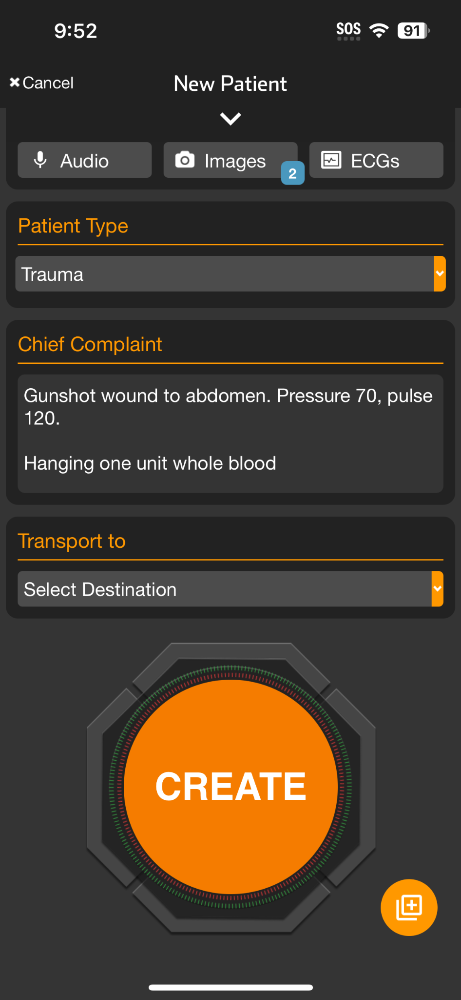 9:52
SOS
91
Cancel
New Patient
Audio
Images
2
ECGs
Patient Type
Trauma
Chief Complaint
Gunshot wound to abdomen. Pressure 70, pulse
120.
Hanging one unit whole blood
Transport to
Select Destination
CREATE